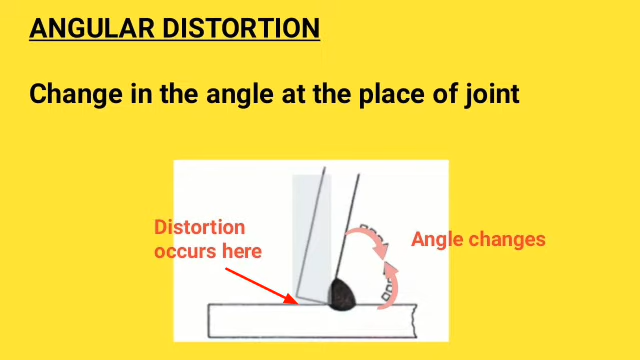 ANGULAR DISTORTION
Change in the angle at the place of joint
Distortion
occurs here
Angle changes